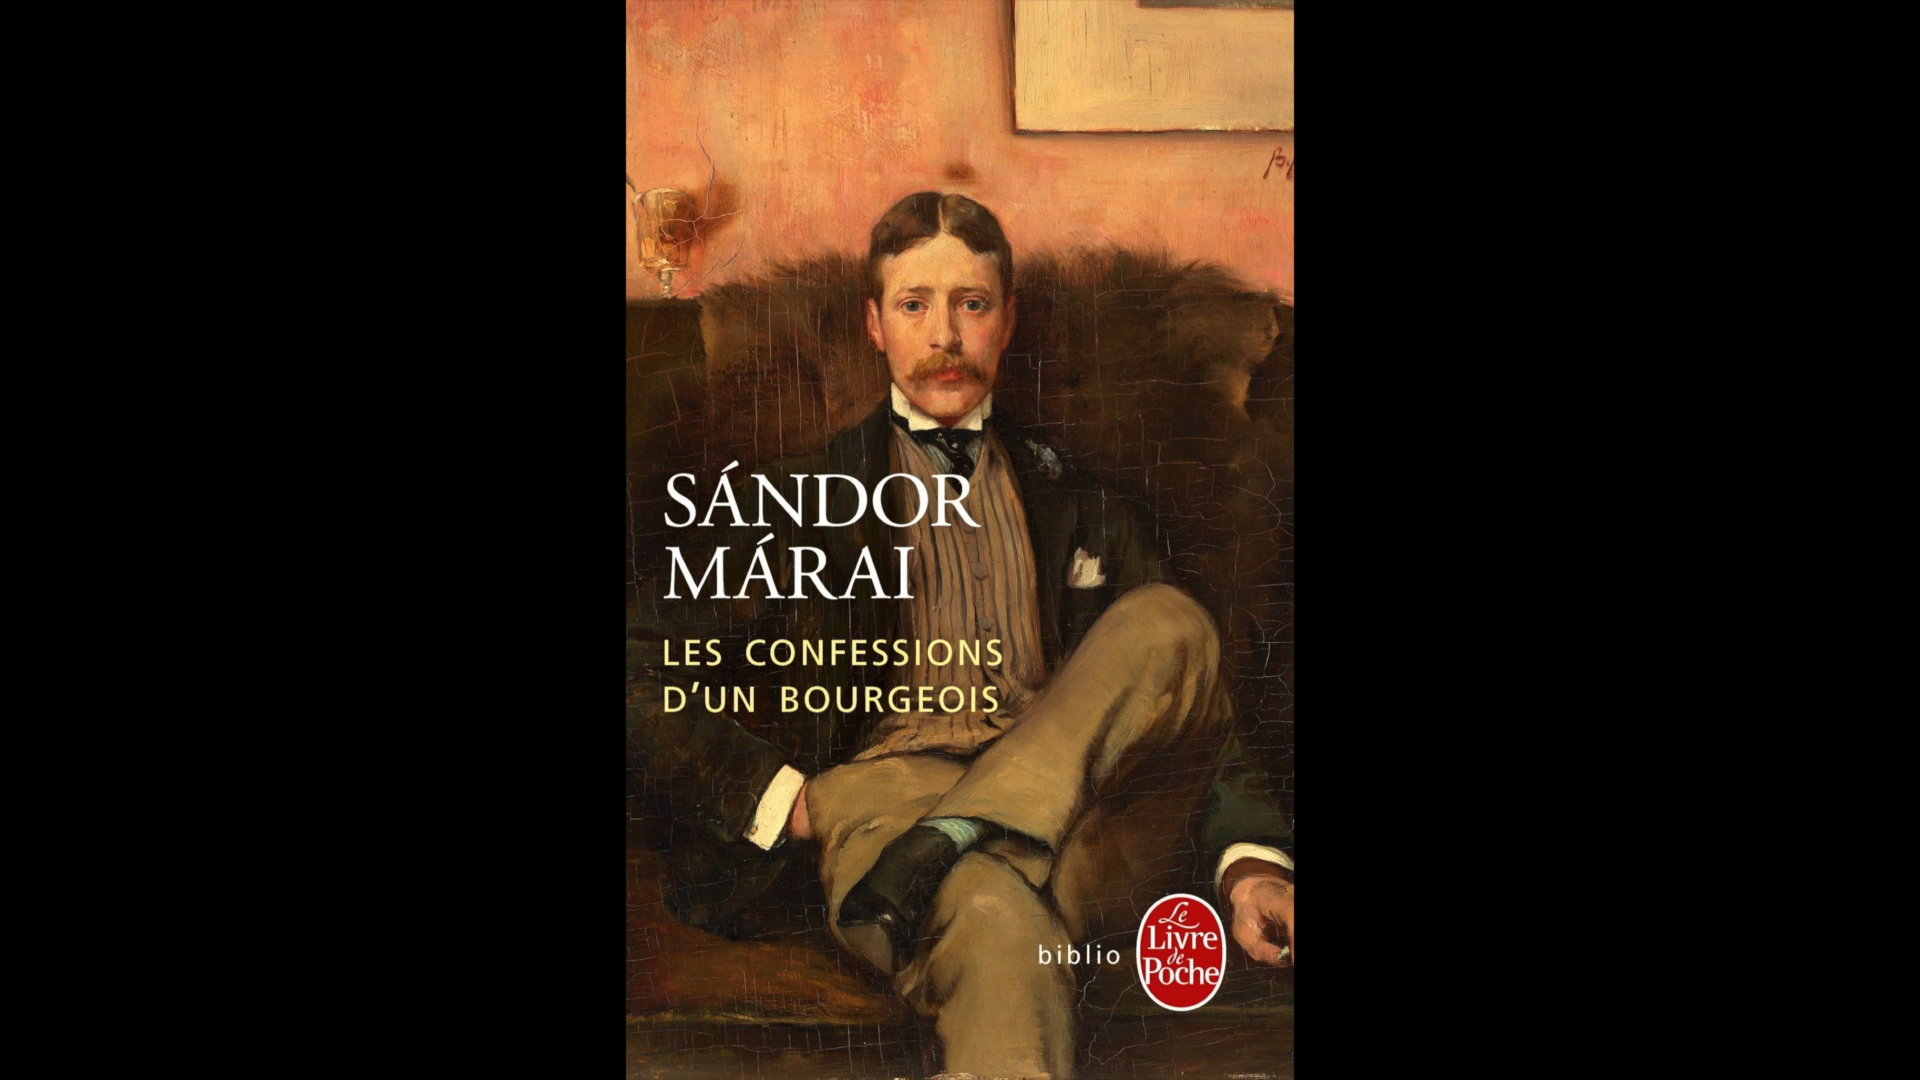 SÁNDOR
MÁRAI
LES CONFESSIONS
D’UN BOURGEOIS
biblio
Le
Livre
de
Poche